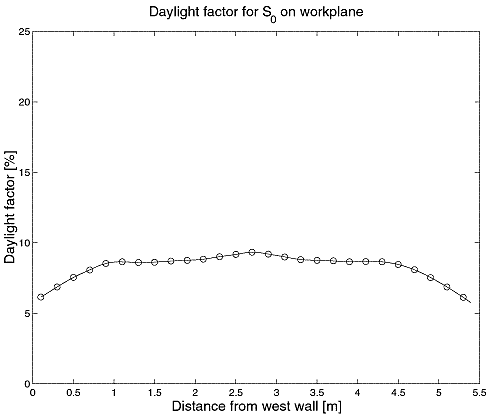 Daylight factor for S0 on workplane
25
20
15
10
5
0
Daylight factor [%]
0 0.5 1 1.5 2 2.5 3 3.5 4 4.5 5 5.5
Distance from west wall [m]